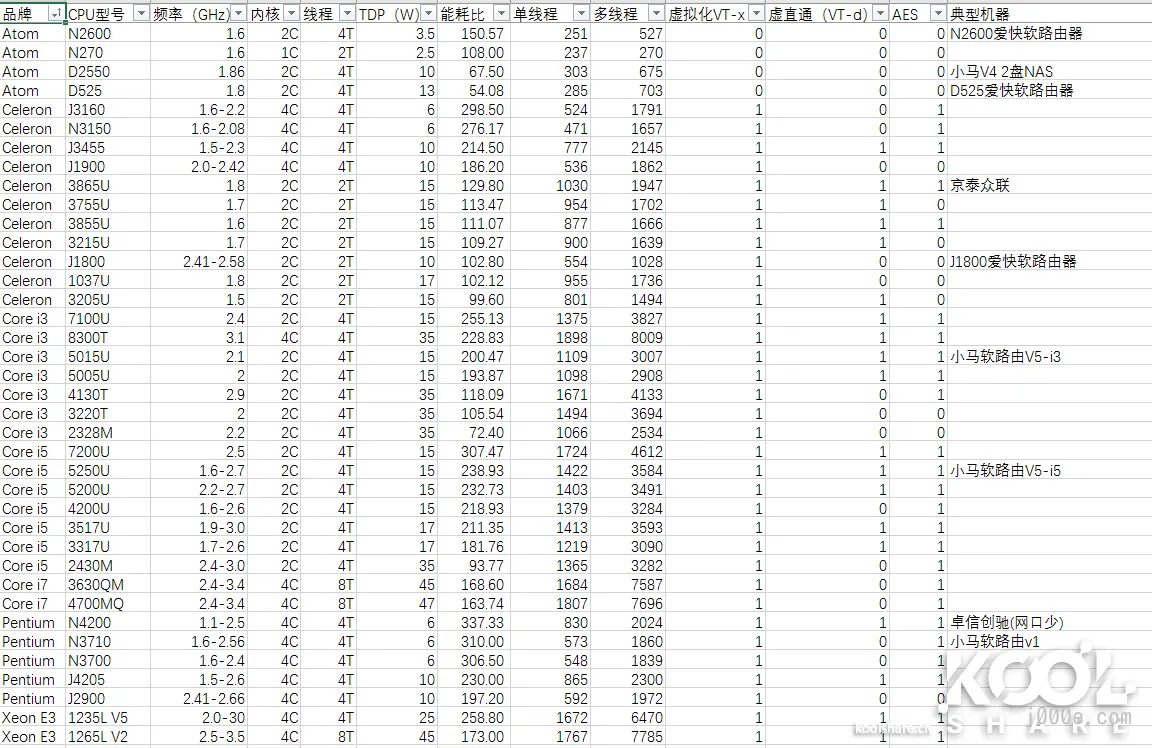 品牌 CPU型号 频率（GHz） 内核 线程 TDP（W） 能耗比 单线程 多线程 虚拟化VT-x 虚直通（VT-d） AES 典型机器
Atom N2600 1.6 2C 4T 3.5 150.57 251 527 0 0 0 N2600爱快软路由器
Atom N270 1.6 1C 2T 2.5 108.00 237 270 0 0 0
Atom D2550 1.86 2C 4T 10 67.50 303 675 0 0 0 小马V4 2盘NAS
Atom D525 1.8 2C 4T 13 54.08 285 703 0 0 0 D525爱快软路由器
Celeron J3160 1.6-2.2 4C 4T 6 298.50 524 1791 1 0 1
Celeron N3150 1.6-2.08 4C 4T 6 276.17 471 1657 1 0 1
Celeron J3455 1.5-2.3 4C 4T 10 214.50 777 2145 1 1 1
Celeron J1900 2.0-2.42 4C 4T 10 186.20 536 1862 1 0 0
Celeron 3865U 1.8 2C 2T 15 129.80 1030 1947 1 1 1 京泰众联
Celeron 3755U 1.7 2C 2T 15 113.47 954 1702 1 1 0
Celeron 3855U 1.6 2C 2T 15 111.07 877 1666 1 1 1
Celeron 3215U 1.7 2C 2T 15 109.27 900 1639 1 1 0
Celeron J1800 2.41-2.58 2C 2T 10 102.80 554 1028 1 0 0 J1800爱快软路由器
Celeron 1037U 1.8 2C 2T 17 102.12 955 1736 1 0 0
Celeron 3205U 1.5 2C 2T 15 99.60 801 1494 1 1 0
Core i3 7100U 2.4 2C 4T 15 255.13 1375 3827 1 1 1
Core i3 8300T 3.1 4C 4T 35 228.83 1898 8009 1 1 1
Core i3 5015U 2.1 2C 4T 15 200.47 1109 3007 1 1 1 小马软路由V5-i3
Core i3 5005U 2 2C 4T 15 193.87 1098 2908 1 1 1
Core i3 4130T 2.9 2C 4T 35 118.09 1671 4133 1 0 1
Core i3 3220T 2 2C 4T 35 105.54 1494 3694 1 0 0
Core i3 2328M 2.2 2C 4T 35 72.40 1066 2534 1 0 0
Core i5 7200U 2.5 2C 4T 15 307.47 1724 4612 1 1 1
Core i5 5250U 1.6-2.7 2C 4T 15 238.93 1422 3584 1 1 1 小马软路由V5-i5
Core i5 5200U 2.2-2.7 2C 4T 15 232.73 1403 3491 1 1 1
Core i5 4200U 1.6-2.6 2C 4T 15 218.93 1379 3284 1 0 1
Core i5 3517U 1.9-3.0 2C 4T 17 211.35 1413 3593 1 1 1
Core i5 3317U 1.7-2.6 2C 4T 17 181.76 1219 3090 1 1 1
Core i5 2430M 2.4-3.0 2C 4T 35 93.77 1365 3282 1 0 1
Core i7 3630QM 2.4-3.4 4C 8T 45 168.60 1684 7587 1 0 1
Core i7 4700MQ 2.4-3.4 4C 8T 47 163.74 1807 7696 1 0 1
Pentium N4200 1.1-2.5 4C 4T 6 337.33 830 2024 1 1 1 卓信创驰(网口少)
Pentium N3710 1.6-2.56 4C 4T 6 310.00 573 1860 1 0 1 小马软路由v1
Pentium N3700 1.6-2.4 4C 4T 6 306.50 548 1839 1 0 1
Pentium J4205 1.5-2.6 4C 4T 10 230.00 865 2300 1 1 1
Pentium J2900 2.41-2.66 4C 4T 10 197.20 592 1972 1 0 0
Xeon E3 1235L V5 2.0-30 4C 4T 25 258.80 1672 6470 1 1 1
Xeon E3 1265L V2 2.5-3.5 4C 8T 45 173.00 1767 7785 1 1 1
KOOL
SHARE
koolshare.cn
j000e.com